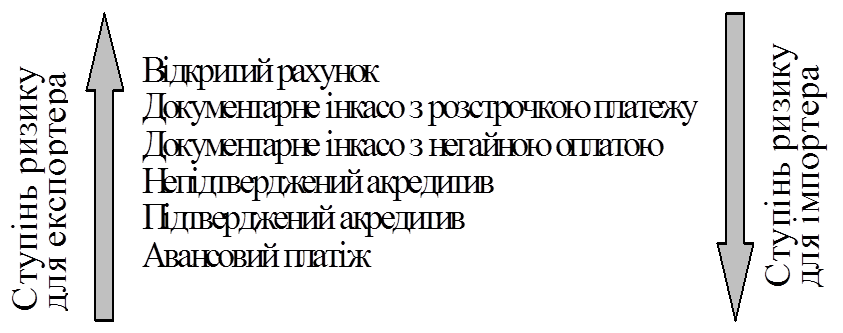 Ступінь ризику
для експортера
Відкритий рахунок
Документарне інкасо з розстрочкою платежу
Документарне інкасо з негайною оплатою
Непідтверджений акредитив
Підтверджений акредитив
Авансовий платіж
Ступінь ризику
для імпортера